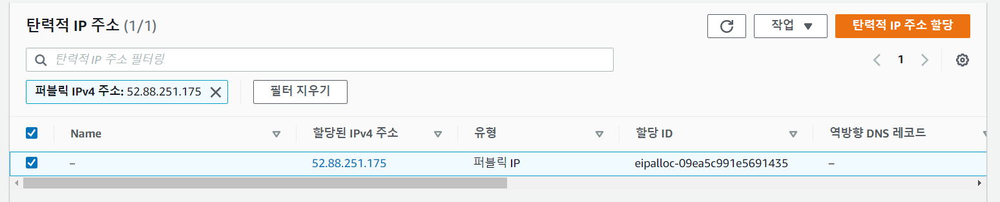 탄력적 IP 주소 (1/1)
작업
탄력적 IP 주소 할당
탄력적 IP 주소 필터링
1
퍼블릭 IPv4 주소: 52.88.251.175
필터 지우기
Name
할당된 IPv4 주소
유형
할당 ID
역방향 DNS 레코드
–
52.88.251.175
퍼블릭 IP
eipalloc-09ea5c991e5691435
–